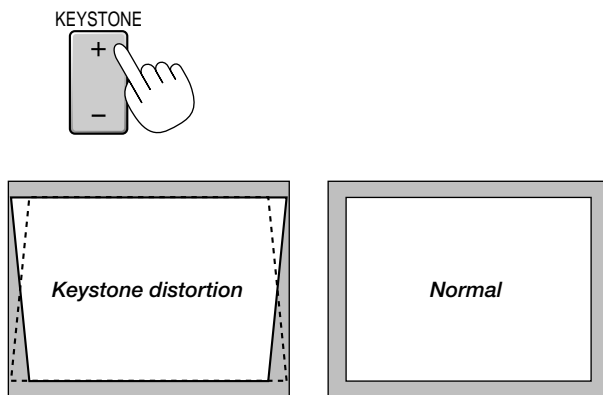 KEYSTONE
+
–
Keystone distortion
Normal